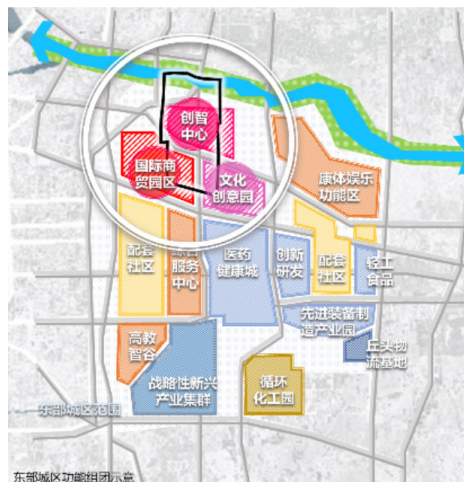 创智
中心
国际商
贸园区
文化
创意园
康体娱乐
功能区
配套
社区
综合
服务
中心
医药
健康城
创新
研发
配套
社区
轻工
食品
先进装备制
造产业园
丘头物
流基地
高教
智谷
战略性新兴
产业集群
循环
化工园
东部城区范围
东部城区功能组团示意